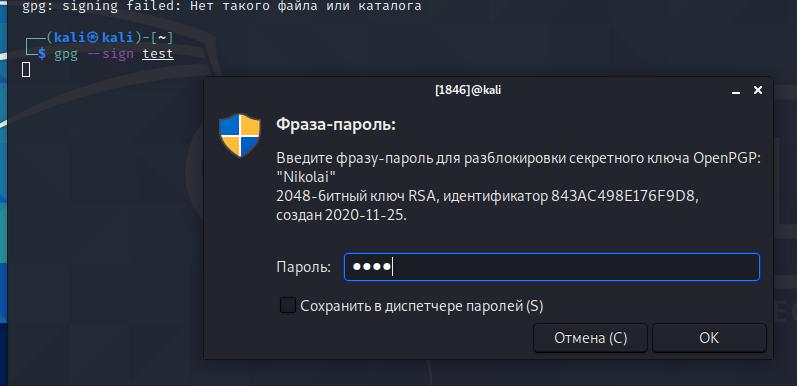 gpg: signing failed: Нет такого файла или каталога
┌──(kali㉿kali)-[~]
└─$ gpg --sign test
[1846]@kali
Фраза-пароль:
Введите фразу-пароль для разблокировки секретного ключа OpenPGP:
"Nikolai"
2048-битный ключ RSA, идентификатор 843AC498E176F9D8,
создан 2020-11-25.
Пароль: ●●●●
Сохранить в диспетчере паролей (S)
Отмена (C) OK